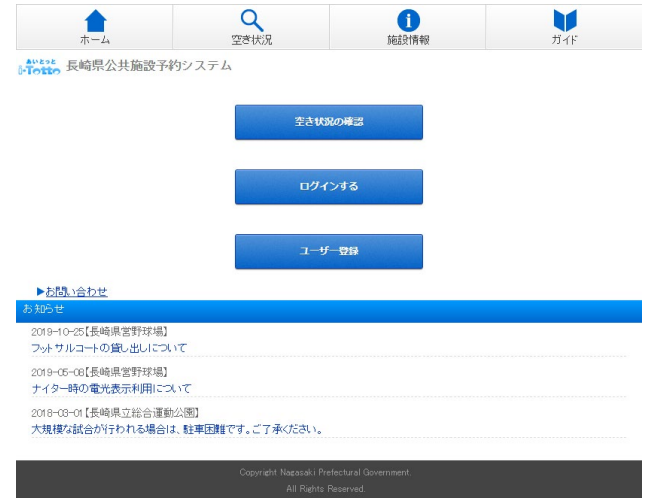 ホーム
空き状況
施設情報
ガイド
あいとっと
i-Totto 長崎県公共施設予約システム
空き状況の確認
ログインする
ユーザー登録
▶お問い合わせ
お知らせ
2019-10-25【長崎県営野球場】
フットサルコートの貸し出しについて
2019-05-08【長崎県営野球場】
ナイター時の電光表示利用について
2018-03-01【長崎県立総合運動公園】
大規模な試合が行われる場合は、駐車困難です。ご了承ください。
Copyright Nagasaki Prefectural Government.
All Rights Reserved.